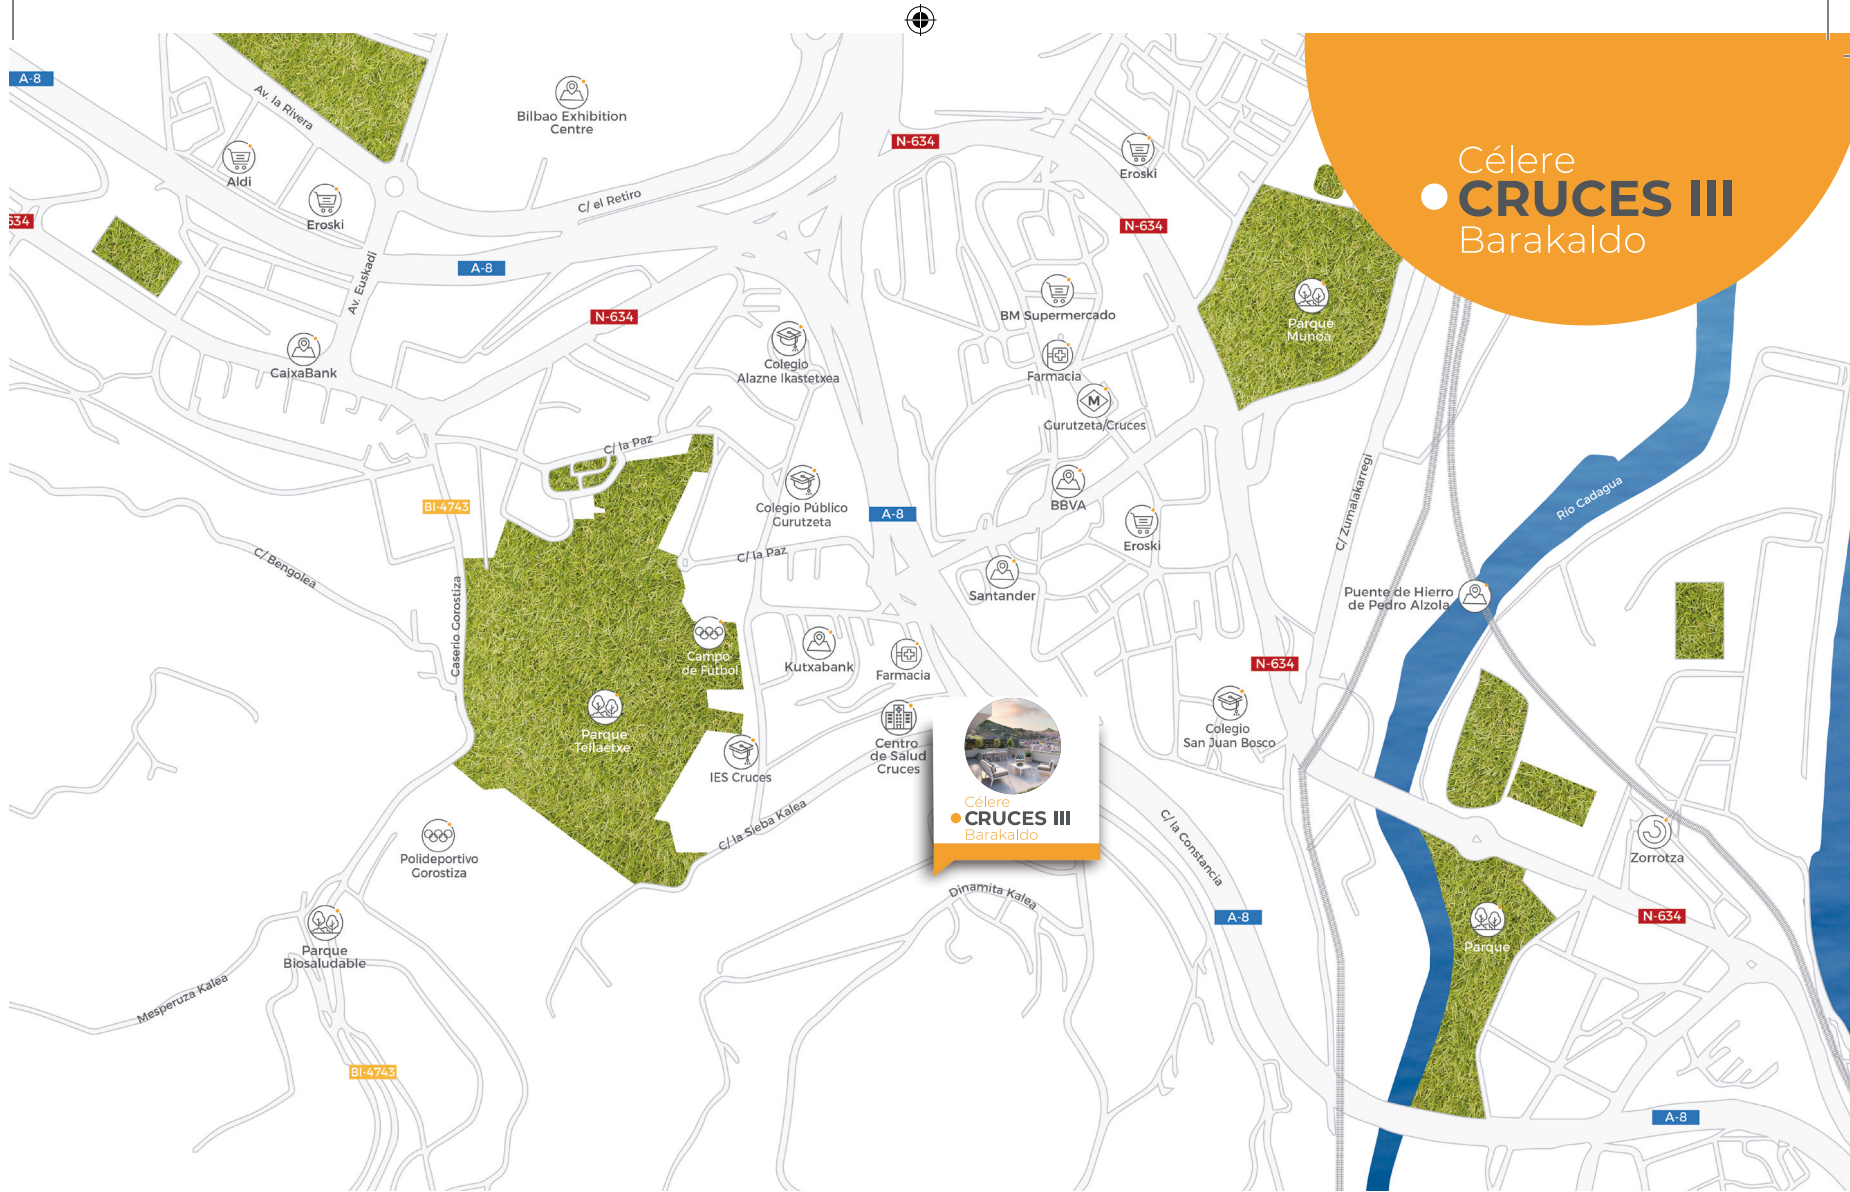 A-8
Av. la Rivera
Bilbao Exhibition
Centre
N-634
Célere
CRUCES III
Barakaldo
Aldi
Eroski
Eroski
C/ el Retiro
634
N-634
A-8
Av. Euskadi
BM Supermercado
N-634
Parque
Munoa
CaixaBank
Colegio
Alazne Ikastetxea
Farmacia
M
Gurutzeta/Cruces
C/ la Paz
BI-4743
Colegio Público
Gurutzeta
A-8
BBVA
Eroski
C/ Zumalakarregi
Río Cadagua
C/ Bengolea
C/ la Paz
Caserio Gorostiza
Santander
Puente de Hierro
de Pedro Alzola
Campo
de Fútbol
Kutxabank
Farmacia
N-634
Parque
Tellaetxe
IES Cruces
Centro
de Salud
Cruces
Colegio
San Juan Bosco
Célere
CRUCES III
Barakaldo
C/ la Sieba Kalea
C/ la Constancia
Polideportivo
Gorostiza
Zorrotza
Dinamita Kalea
A-8
N-634
Parque
Parque
Biosaludable
Mesperuza Kalea
BI-4743
A-8